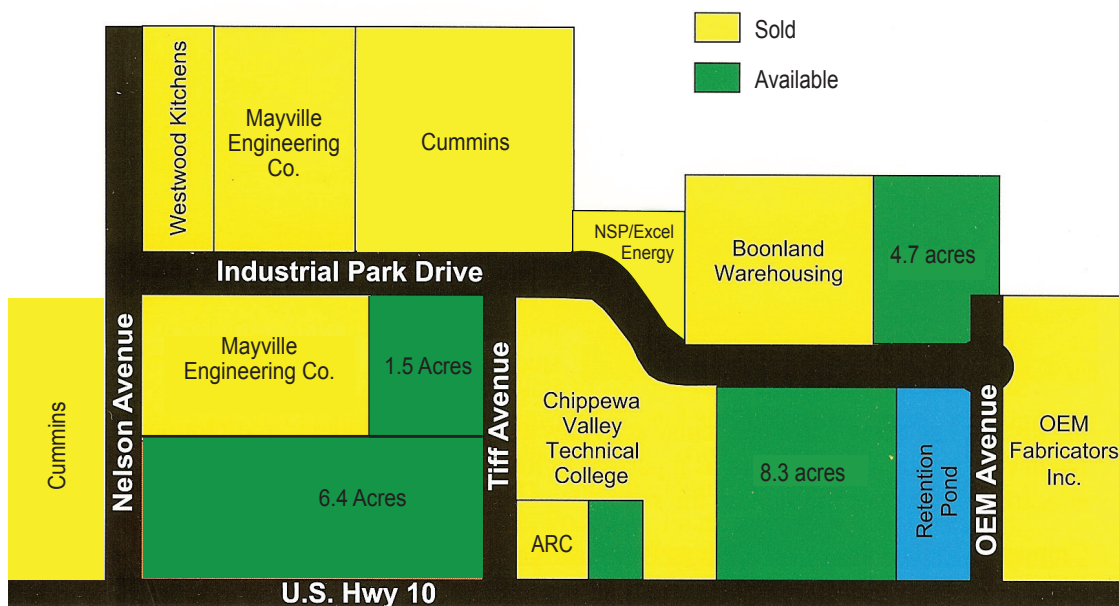 Sold
Available
Westwood Kitchens
Mayville
Engineering
Co.
Cummins
NSP/Excel
Energy
Boonland
Warehousing
4.7 acres
Industrial Park Drive
Cummins
Nelson Avenue
Mayville
Engineering Co.
1.5 Acres
6.4 Acres
Tiff Avenue
Chippewa
Valley
Technical
College
ARC
8.3 acres
Retention
Pond
OEM Avenue
OEM
Fabricators
Inc.
U.S. Hwy 10